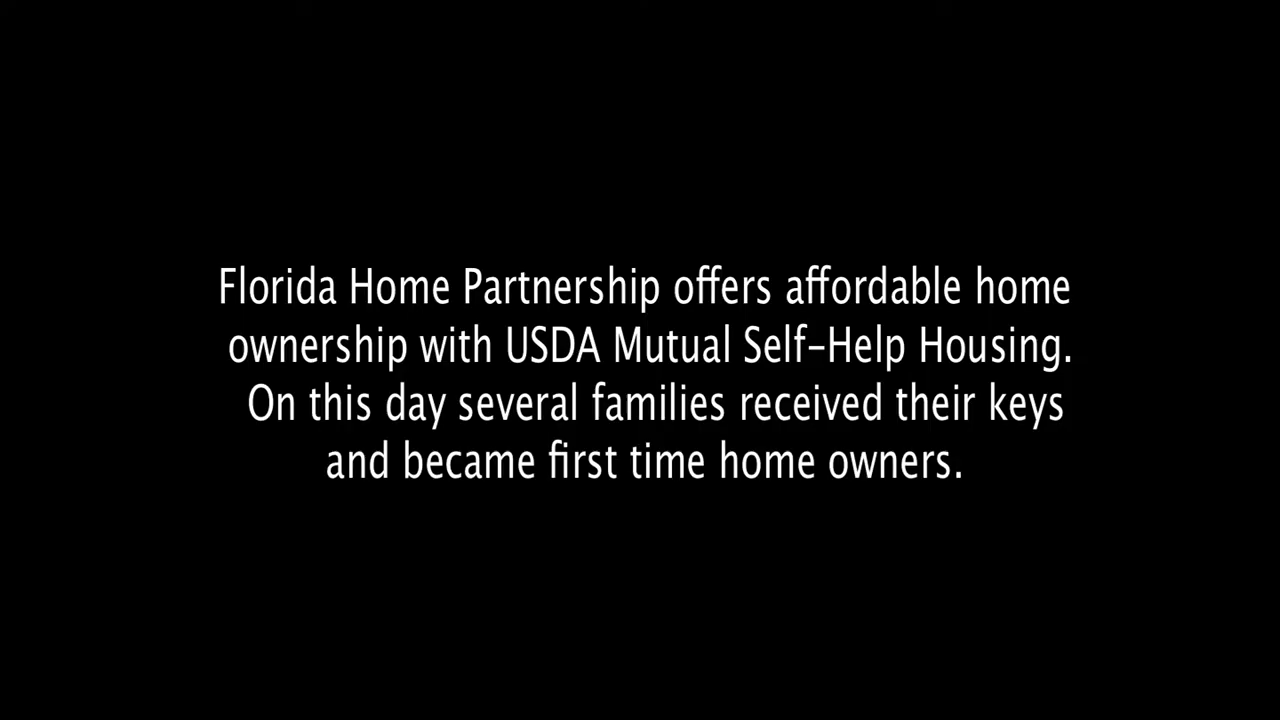 Florida Home Partnership offers affordable home
ownership with USDA Mutual Self-Help Housing.
On this day several families received their keys
and became first time home owners.